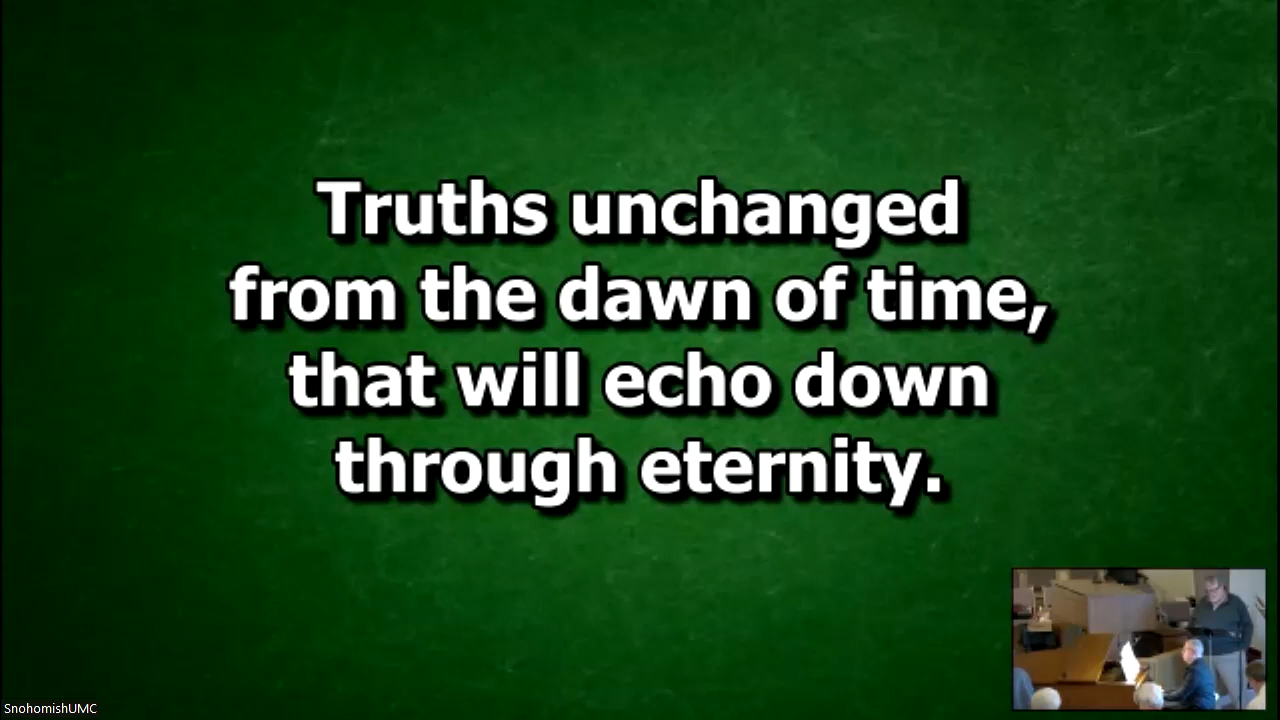 Truths unchanged
from the dawn of time,
that will echo down
through eternity.
SnohomishUMC